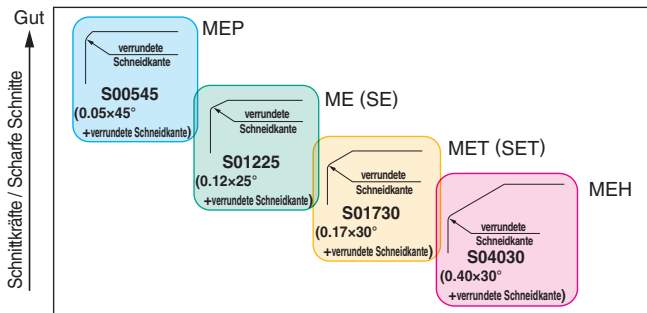 Gut
Schnittkräfte / Scharfe Schnitte
MEP
verrundete
Schneidkante
S00545
(0.05×45°
+verrundete Schneidkante)
ME (SE)
verrundete
Schneidkante
S01225
(0.12×25°
+verrundete Schneidkante)
MET (SET)
verrundete
Schneidkante
S01730
(0.17×30°
+verrundete Schneidkante)
MEH
verrundete
Schneidkante
S04030
(0.40×30°
+verrundete Schneidkante)